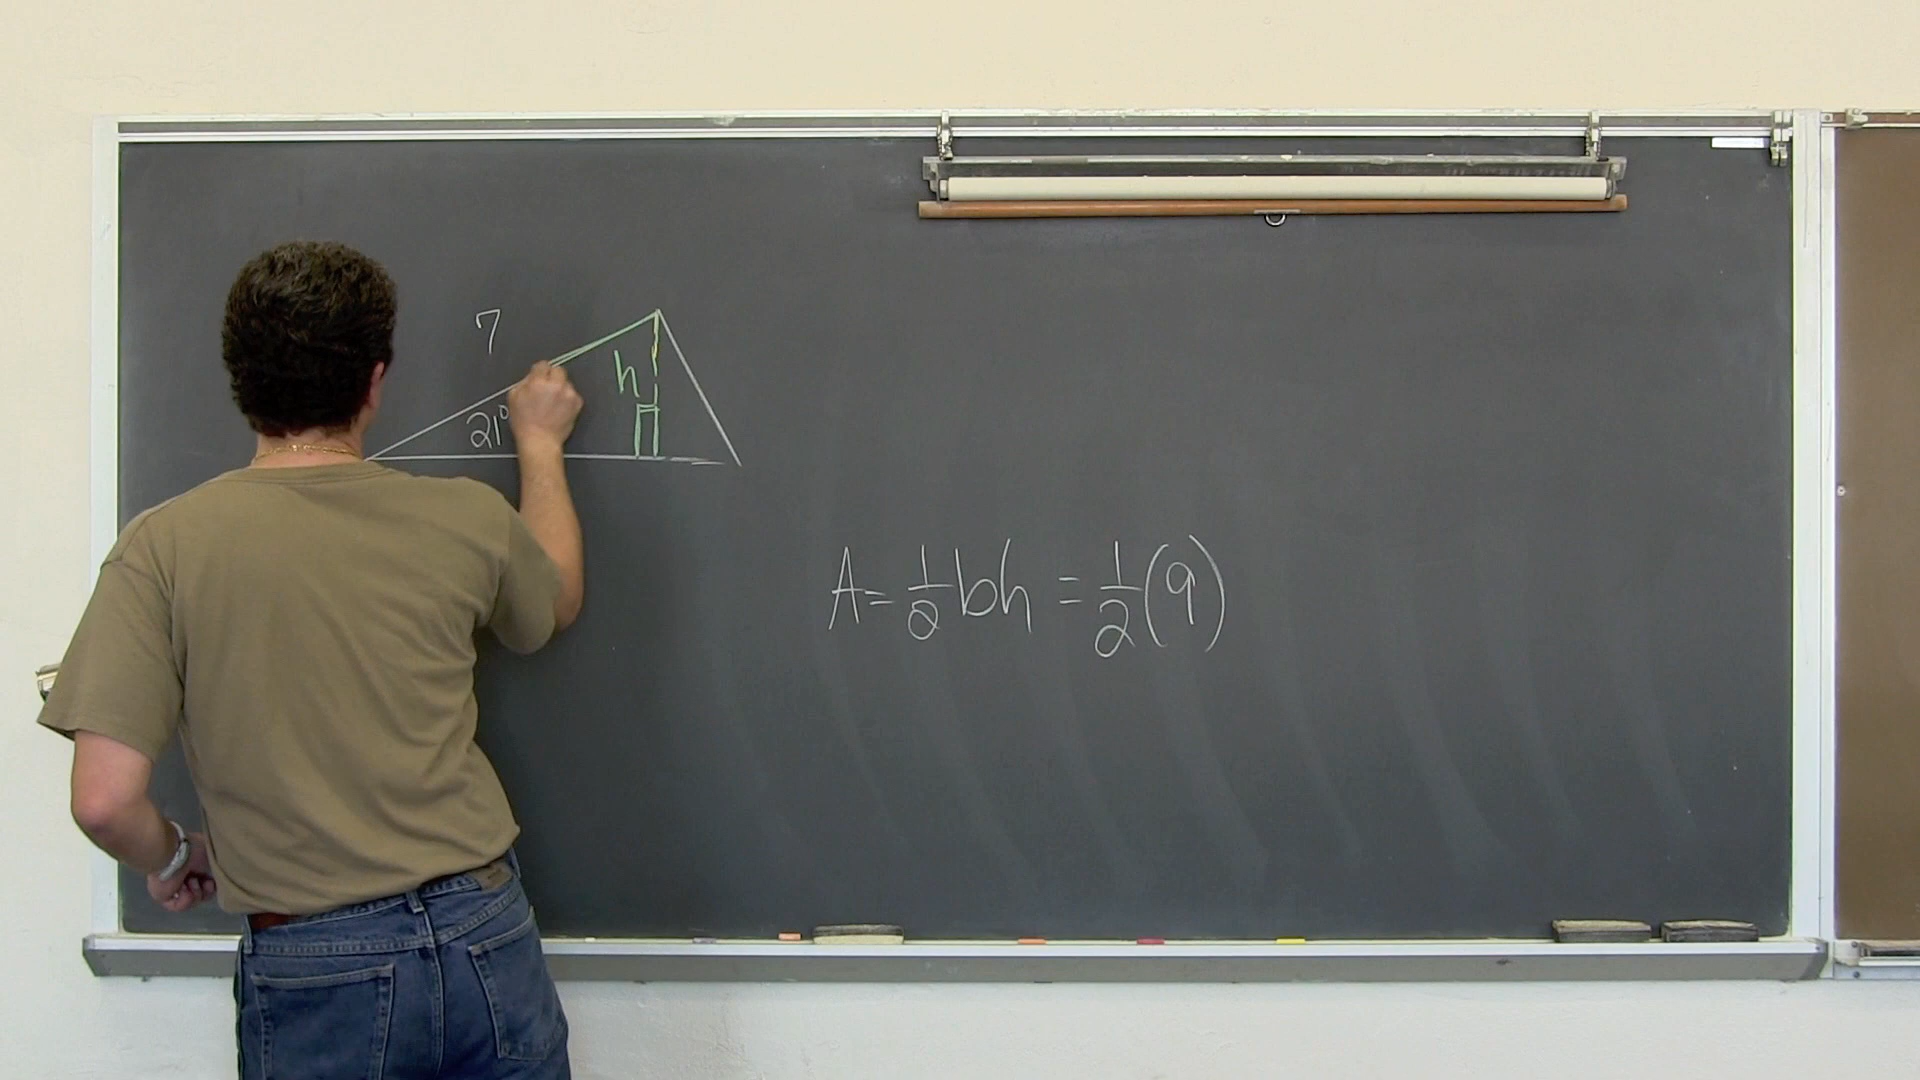 7
h
21°
A = 1/2 bh = 1/2 (9)